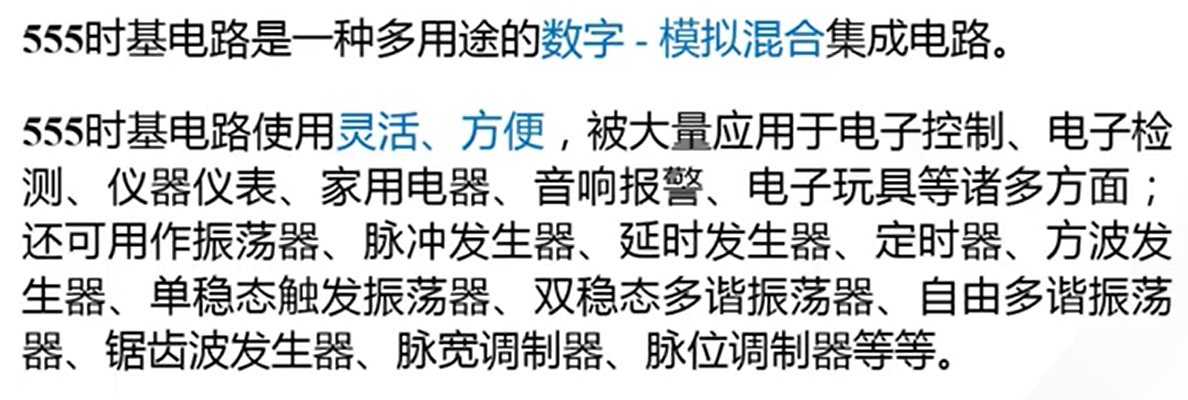 555时基电路是一种多用途的数字 - 模拟混合集成电路。
555时基电路使用灵活、方便，被大量应用于电子控制、电子检
测、仪器仪表、家用电器、音响报警、电子玩具等诸多方面；
还可用作振荡器、脉冲发生器、延时发生器、定时器、方波发
生器、单稳态触发振荡器、双稳态多谐振荡器、自由多谐振荡
器、锯齿波发生器、脉宽调制器、脉位调制器等等。